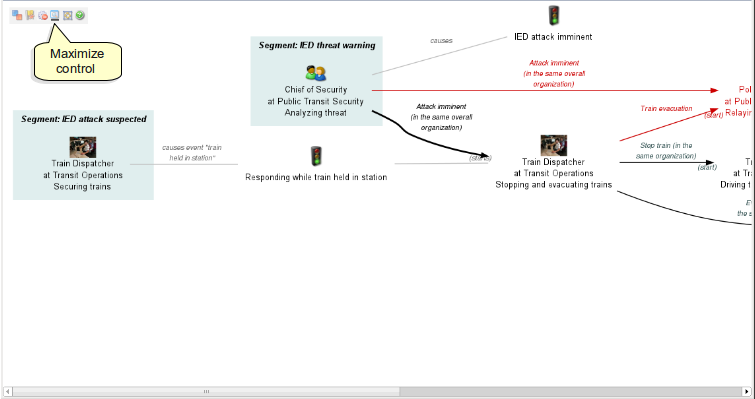 Maximize
control
Segment: IED threat warning
causes
IED attack imminent
Chief of Security
at Public Transit Security
Analyzing threat
Attack imminent
(in the same overall
organization)
Attack imminent
(in the same overall
organization)
Train evacuation
(start)
Pol
at Publ
Relayir
Segment: IED attack suspected
Train Dispatcher
at Transit Operations
Securing trains
causes event "train
held in station"
Responding while train held in station
(starts)
Train Dispatcher
at Transit Operations
Stopping and evacuating trains
Stop train (in the
same organization)
(start)
at Tra
Driving t
the s